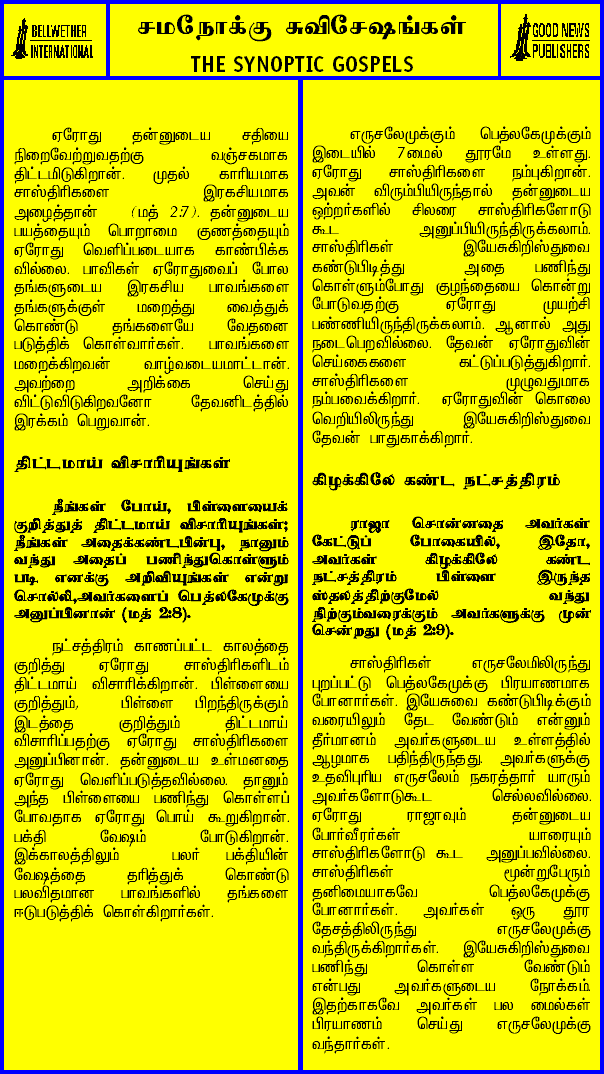 BELLWETHER
INTERNATIONAL
சமநோக்கு சுவிசேஷங்கள்
THE SYNOPTIC GOSPELS
GOOD NEWS
PUBLISHERS
ஏரோது தன்னுடைய சதியை
நிறைவேற்றுவதற்கு வஞ்சகமாக
திட்டமிடுகிறான். முதல் காரியமாக
சாஸ்திரிகளை இரகசியமாக
அழைத்தான் (மத் 2:7). தன்னுடைய
பயத்தையும் பொறாமை குணத்தையும்
ஏரோது வெளிப்படையாக காண்பிக்க
வில்லை. பாவிகள் ஏரோதுவைப் போல
தங்களுடைய இரகசிய பாவங்களை
தங்களுக்குள் மறைத்து வைத்துக்
கொண்டு தங்களையே வேதனை
படுத்திக் கொள்வார்கள். பாவங்களை
மறைக்கிறவன் வாழ்வடையமாட்டான்.
அவற்றை அறிக்கை செய்து
விட்டுவிடுகிறவனோ தேவனிடத்தில்
இரக்கம் பெறுவான்.
திட்டமாய் விசாரியுங்கள்
நீங்கள் போய், பிள்ளையைக்
குறித்துத் திட்டமாய் விசாரியுங்கள்;
நீங்கள் அதைக்கண்டபின்பு, நானும்
வந்து அதைப் பணிந்துகொள்ளும்
படி எனக்கு அறிவியுங்கள் என்று
சொல்லி,அவர்களைப் பெத்லகேமுக்கு
அனுப்பினான் (மத் 2:8).
நட்சத்திரம் காணப்பட்ட காலத்தை
குறித்து ஏரோது சாஸ்திரிகளிடம்
திட்டமாய் விசாரிக்கிறான். பிள்ளையை
குறித்தும், பிள்ளை பிறந்திருக்கும்
இடத்தை குறித்தும் திட்டமாய்
விசாரிப்பதற்கு ஏரோது சாஸ்திரிகளை
அனுப்பினான். தன்னுடைய உள்மனதை
ஏரோது வெளிப்படுத்தவில்லை. தானும்
அந்த பிள்ளையை பணிந்து கொள்ளப்
போவதாக ஏரோது பொய் கூறுகிறான்.
பக்தி வேஷம் போடுகிறான்.
இக்காலத்திலும் பலர் பக்தியின்
வேஷத்தை தரித்துக் கொண்டு
பலவிதமான பாவங்களில் தங்களை
ஈடுபடுத்திக் கொள்கிறார்கள்.
எருசலேமுக்கும் பெத்லகேமுக்கும்
இடையில் 7மைல் தூரமே உள்ளது.
ஏரோது சாஸ்திரிகளை நம்புகிறான்.
அவன் விரும்பியிருந்தால் தன்னுடைய
ஒற்றர்களில் சிலரை சாஸ்திரிகளோடு
கூட அனுப்பியிருந்திருக்கலாம்.
சாஸ்திரிகள் இயேசுகிறிஸ்துவை
கண்டுபிடித்து அதை பணிந்து
கொள்ளும்போது குழந்தையை கொன்று
போடுவதற்கு ஏரோது முயற்சி
பண்ணியிருந்திருக்கலாம். ஆனால் அது
நடைபெறவில்லை. தேவன் ஏரோதுவின்
செய்கைகளை கட்டுப்படுத்துகிறார்.
சாஸ்திரிகளை முழுவதுமாக
நம்பவைக்கிறார். ஏரோதுவின் கொலை
வெறியிலிருந்து இயேசுகிறிஸ்துவை
தேவன் பாதுகாக்கிறார்.
கிழக்கிலே கண்ட நட்சத்திரம்
ராஜா சொன்னதை அவர்கள்
கேட்டுப் போகையில், இதோ,
அவர்கள் கிழக்கிலே கண்ட
நட்சத்திரம் பிள்ளை இருந்த
ஸ்தலத்திற்குமேல் வந்து
நிற்கும்வரைக்கும் அவர்களுக்கு முன்
சென்றது (மத் 2:9).
சாஸ்திரிகள் எருசலேமிலிருந்து
புறப்பட்டு பெத்லகேமுக்கு பிரயாணமாக
போனார்கள். இயேசுவை கண்டுபிடிக்கும்
வரையிலும் தேட வேண்டும் என்னும்
தீர்மானம் அவர்களுடைய உள்ளத்தில்
ஆழமாக பதிந்திருந்தது. அவர்களுக்கு
உதவிபுரிய எருசலேம் நகரத்தார் யாரும்
அவர்களோடுகூட செல்லவில்லை.
ஏரோது ராஜாவும் தன்னுடைய
போர்வீரர்கள் யாரையும்
சாஸ்திரிகளோடு கூட அனுப்பவில்லை.
சாஸ்திரிகள் மூன்றுபேரும்
தனிமையாகவே பெத்லகேமுக்கு
போனார்கள். அவர்கள் ஒரு தூர
தேசத்திலிருந்து எருசலேமுக்கு
வந்திருக்கிறார்கள். இயேசுகிறிஸ்துவை
பணிந்து கொள்ள வேண்டும்
என்பது அவர்களுடைய நோக்கம்.
இதற்காகவே அவர்கள் பல மைல்கள்
பிரயாணம் செய்து எருசலேமுக்கு
வந்தார்கள்.